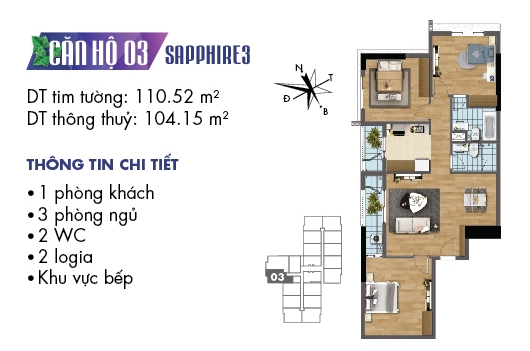 CĂN HỘ 03 SAPPHIRE3
DT tim tường: 110.52 m²
DT thông thuỷ: 104.15 m²
N
T
Đ
B
THÔNG TIN CHI TIẾT
• 1 phòng khách
• 3 phòng ngủ
• 2 WC
• 2 logia
• Khu vực bếp
03